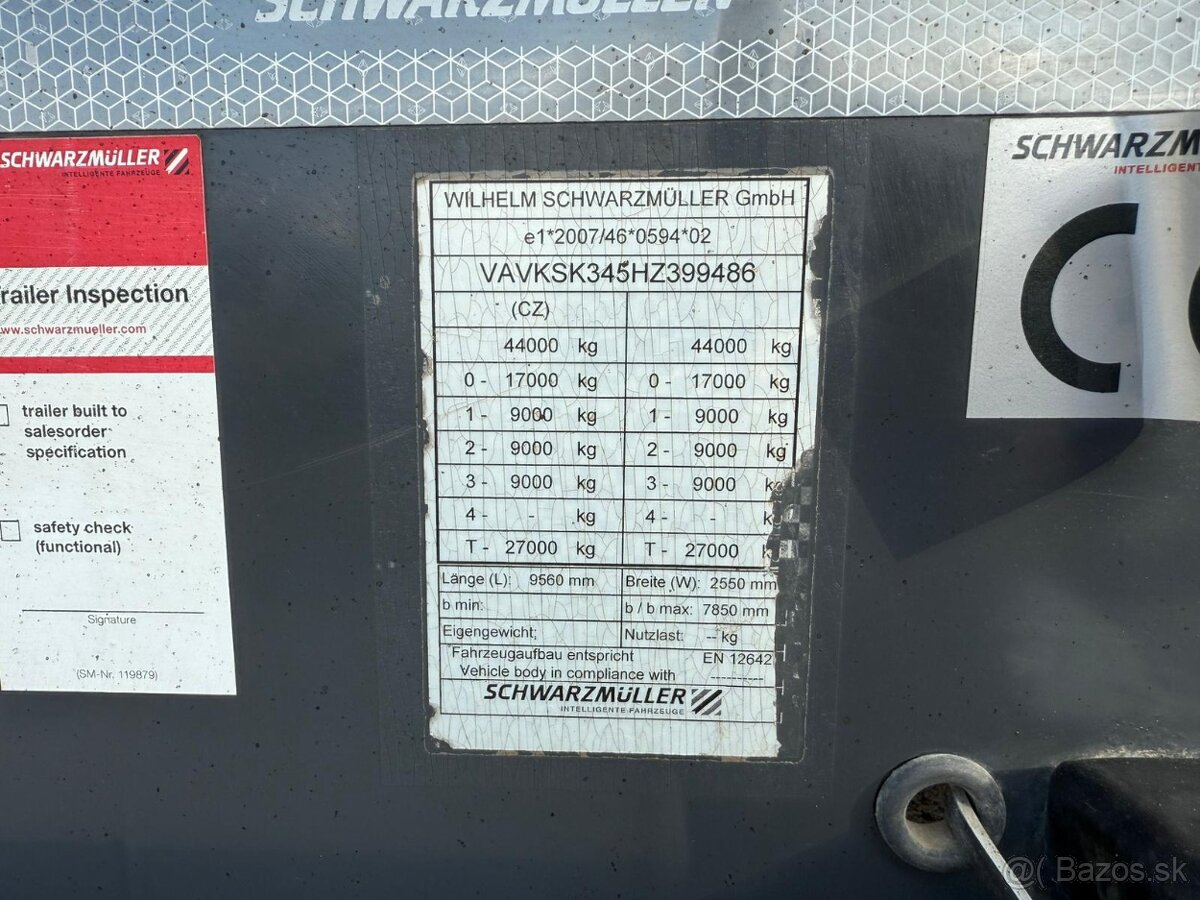 SCHWARZMÜLLER
SCHWARZMÜLLER
INTELLIGENTE FAHRZEUGE
railer Inspection
www.schwarzmueller.com
trailer built to
salesorder
specification
safety check
(functional)
Signature
(SM-Nr. 119879)
WILHELM SCHWARZMÜLLER GmbH
e1*2007/46*0594*02
VAVKSK345HZ399486
(CZ)
44000 kg 44000 kg
0 - 17000 kg 0 - 17000 kg
1 - 9000 kg 1 - 9000 kg
2 - 9000 kg 2 - 9000 kg
3 - 9000 kg 3 - 9000 kg
4 - - kg 4 - - k
T - 27000 kg T - 27000
Länge (L): 9560 mm Breite (W): 2550 mm
b min: b / b max: 7850 mm
Eigengewicht; Nutzlast: -- kg
Fahrzeugaufbau entspricht EN 12642
Vehicle body in compliance with ----------
SCHWARZMÜLLER
INTELLIGENTE FAHRZEUGE
SCHWARZM
INTELLIGENT
C
@( Bazos.sk